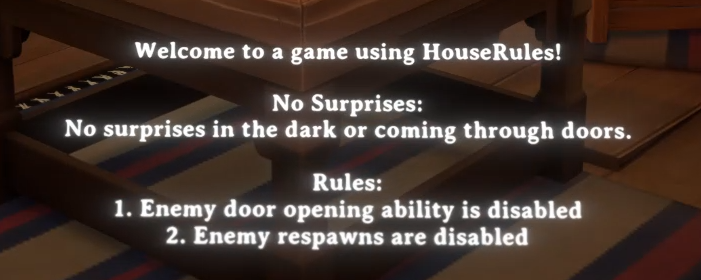 Welcome to a game using HouseRules!
No Surprises:
No surprises in the dark or coming through doors.
Rules:
1. Enemy door opening ability is disabled
2. Enemy respawns are disabled